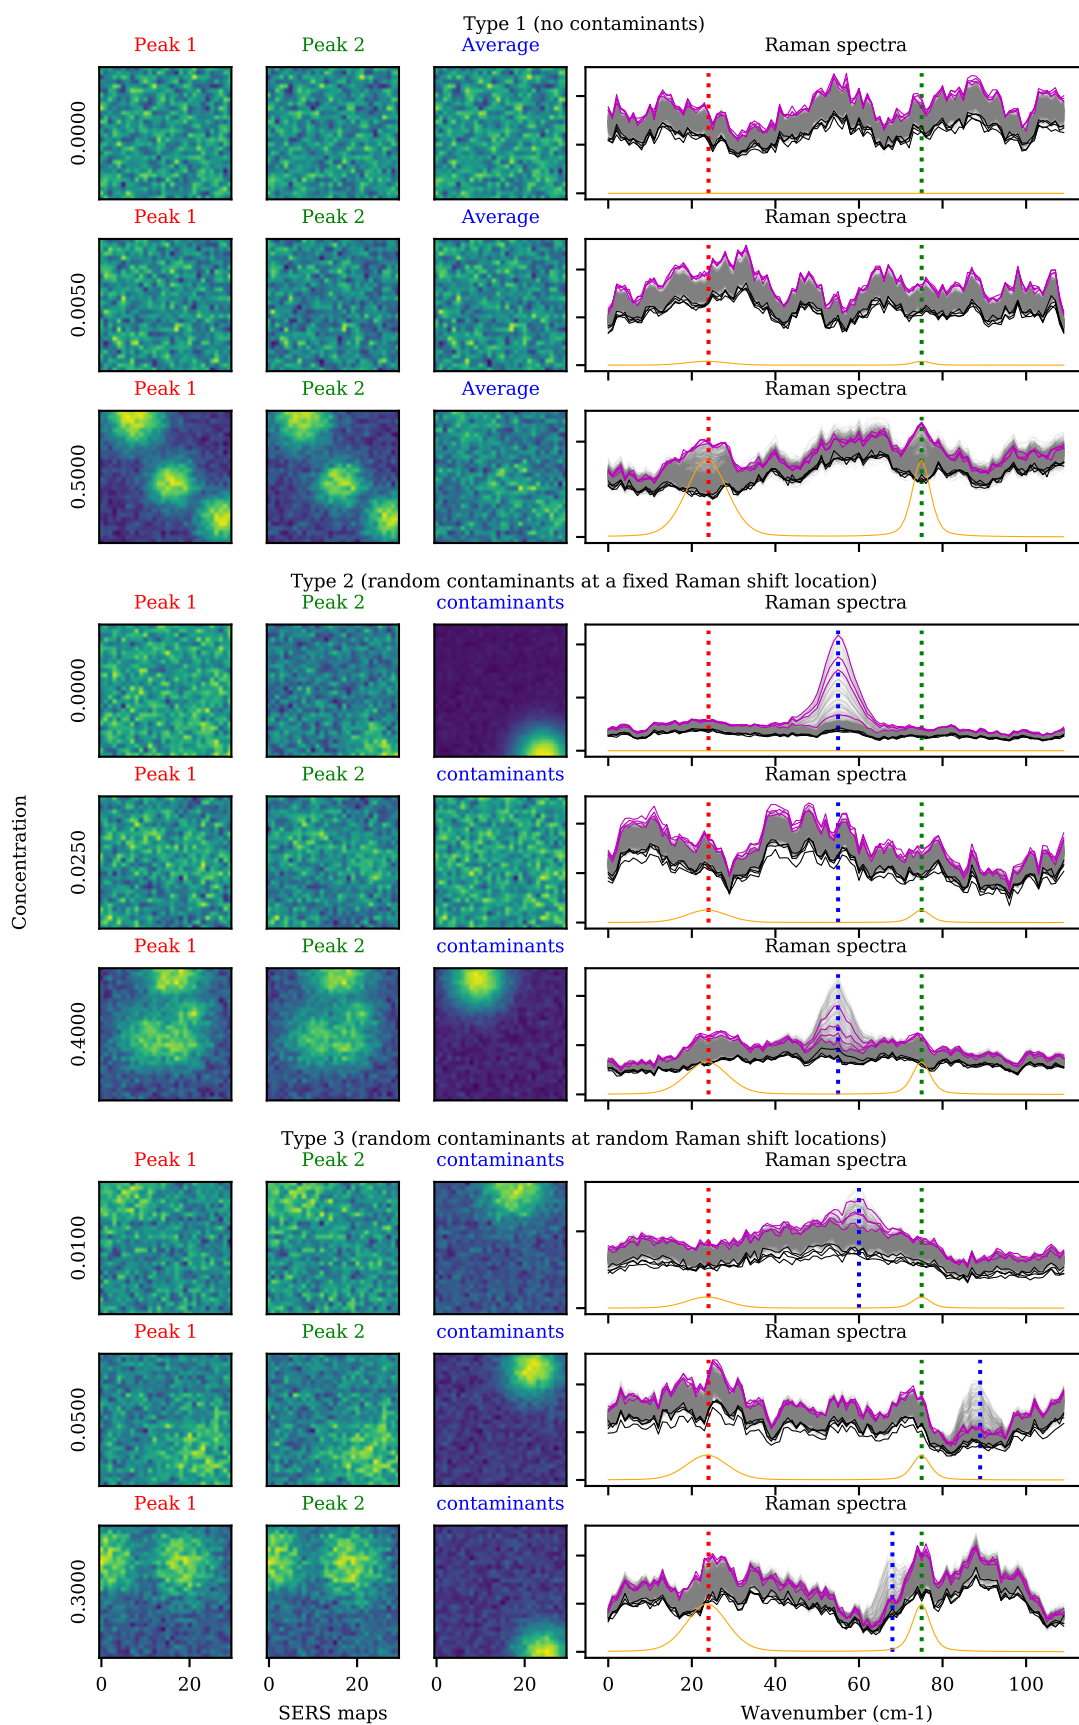 Type 1 (no contaminants)
Peak 1 Peak 2 Average Raman spectra
0.0000
Peak 1 Peak 2 Average Raman spectra
0.0050
Peak 1 Peak 2 Average Raman spectra
0.5000
Type 2 (random contaminants at a fixed Raman shift location)
Peak 1 Peak 2 contaminants Raman spectra
0.0000
Peak 1 Peak 2 contaminants Raman spectra
0.0250
Concentration
Peak 1 Peak 2 contaminants Raman spectra
0.4000
Type 3 (random contaminants at random Raman shift locations)
Peak 1 Peak 2 contaminants Raman spectra
0.0100
Peak 1 Peak 2 contaminants Raman spectra
0.0500
Peak 1 Peak 2 contaminants Raman spectra
0.3000
0 20 0 20 0 20 0 20 40 60 80 100
SERS maps Wavenumber (cm-1)